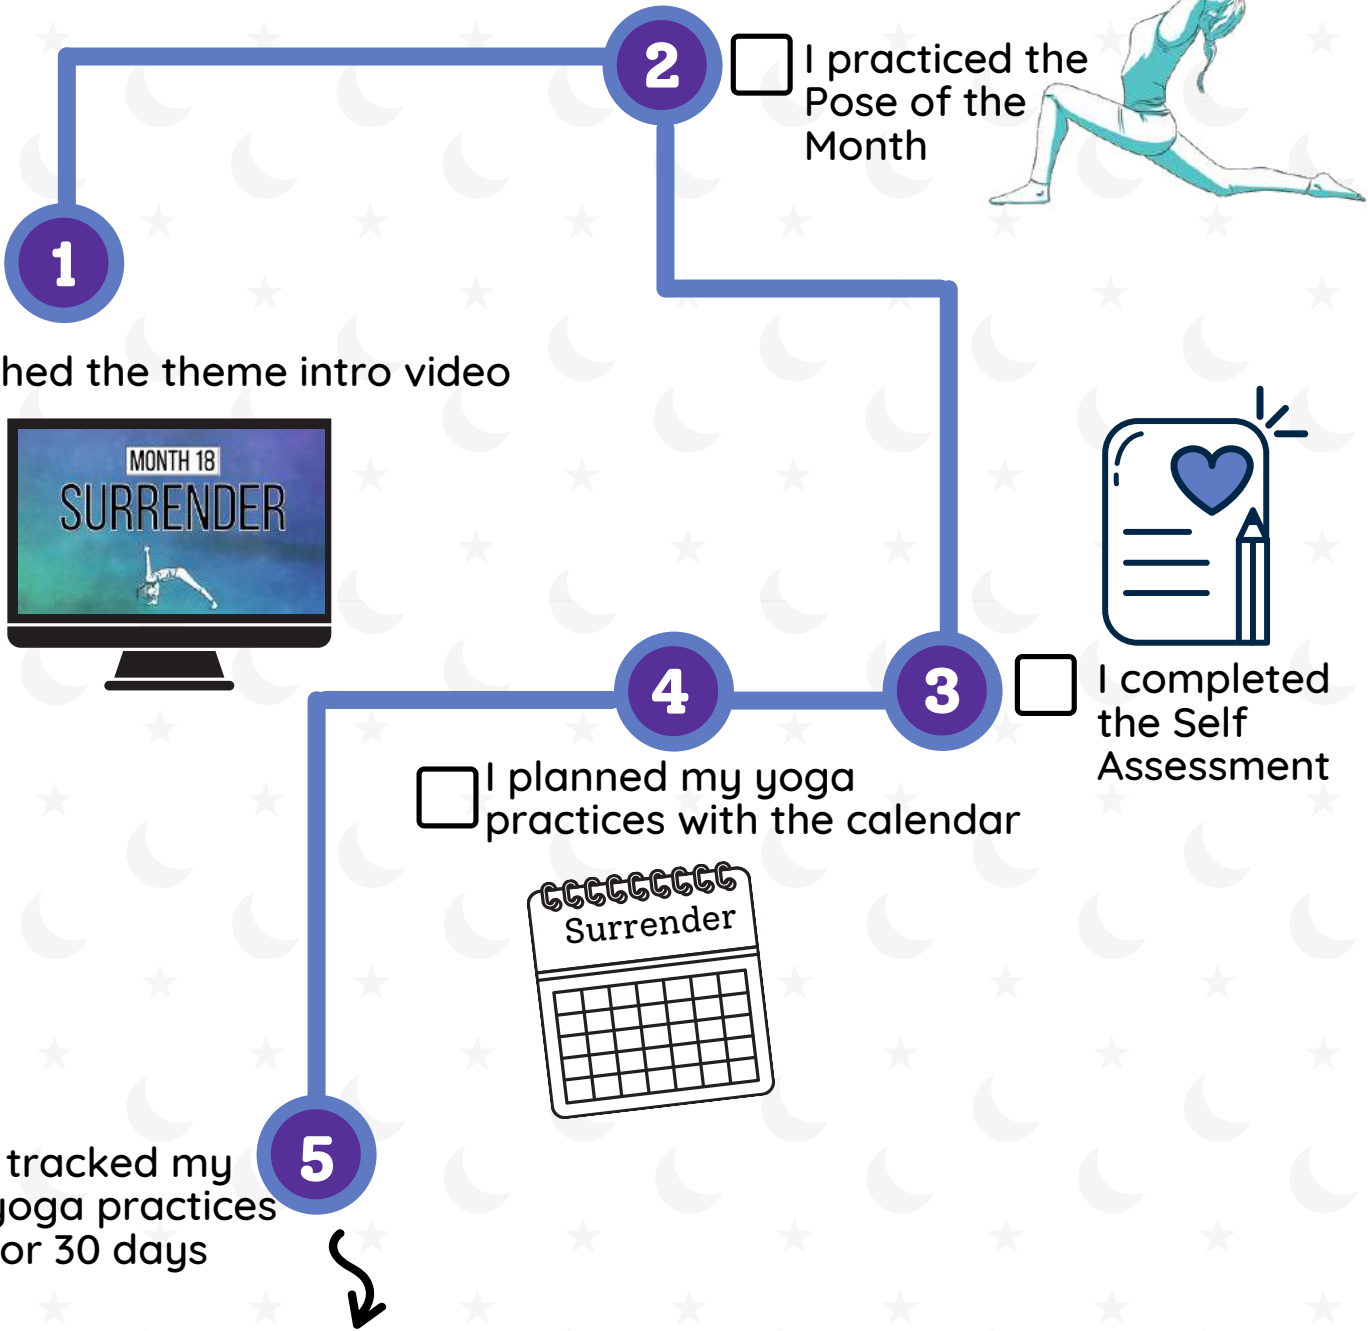 2
I practiced the
Pose of the
Month
1
hed the theme intro video
MONTH 18
SURRENDER
3
I completed
the Self
Assessment
4
I planned my yoga
practices with the calendar
Surrender
5
tracked my
yoga practices
or 30 days